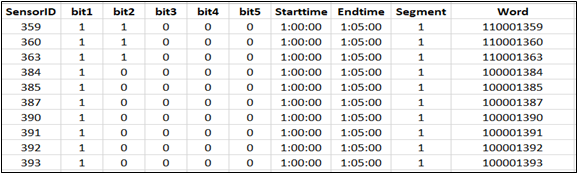 SensorID bit1 bit2 bit3 bit4 bit5 Starttime Endtime Segment Word
359 1 1 0 0 0 1:00:00 1:05:00 1 110001359
360 1 1 0 0 0 1:00:00 1:05:00 1 110001360
363 1 1 0 0 0 1:00:00 1:05:00 1 110001363
384 1 0 0 0 0 1:00:00 1:05:00 1 100001384
385 1 0 0 0 0 1:00:00 1:05:00 1 100001385
387 1 0 0 0 0 1:00:00 1:05:00 1 100001387
390 1 0 0 0 0 1:00:00 1:05:00 1 100001390
391 1 0 0 0 0 1:00:00 1:05:00 1 100001391
392 1 0 0 0 0 1:00:00 1:05:00 1 100001392
393 1 0 0 0 0 1:00:00 1:05:00 1 100001393